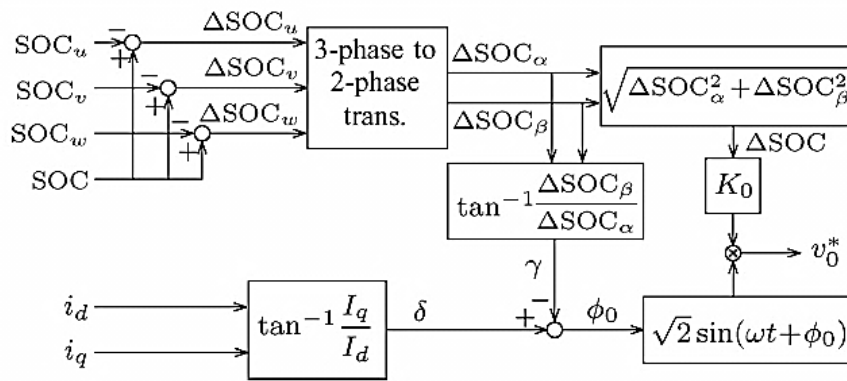 SOC_u
SOC_v
SOC_w
SOC
−
+
−
+
−
+
ΔSOC_u
ΔSOC_v
ΔSOC_w
3-phase to
2-phase
trans.
ΔSOC_α
ΔSOC_β
√(ΔSOC_α^2 + ΔSOC_β^2)
ΔSOC
K_0
v_0^*
tan^−1 ΔSOC_β / ΔSOC_α
γ
i_d
i_q
tan^−1 I_q / I_d
δ
+
−
φ_0
√2 sin(ωt+φ_0)